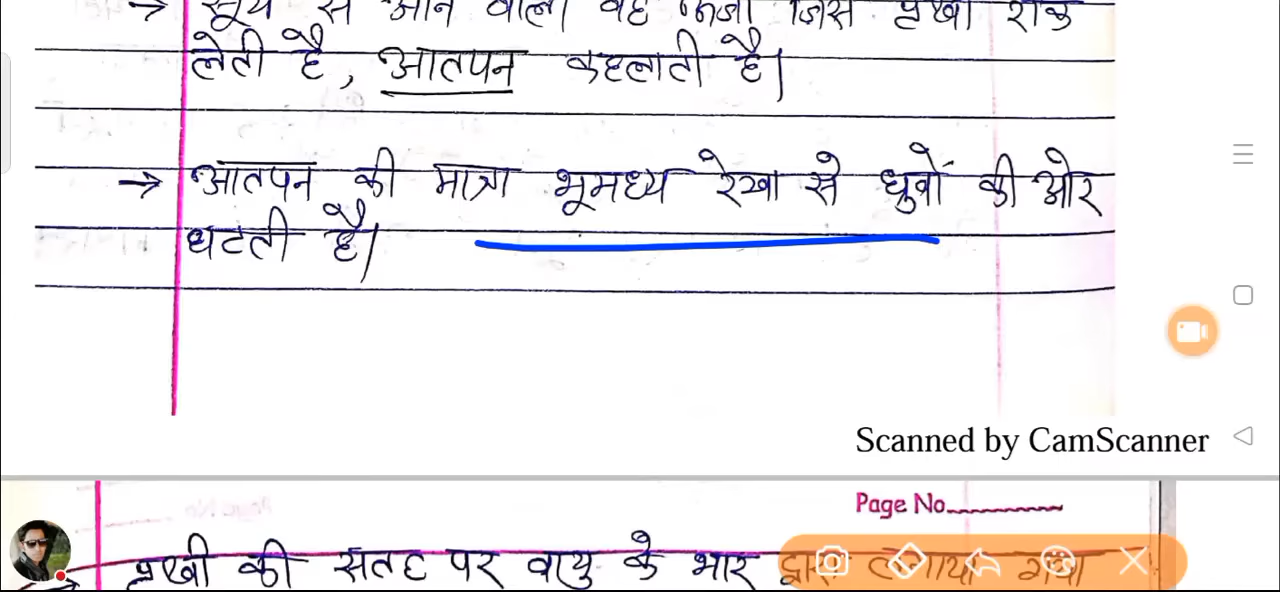 → सूर्य से आने वाली वह ऊर्जा जिसे पृथ्वी रोक
लेती है, आतपन कहलाती है।
→ आतपन की मात्रा भूमध्य रेखा से ध्रुवों की ओर
घटती है।
Scanned by CamScanner
Page No.
पृथ्वी की सतह पर वायु के भार द्वारा लगाया गया